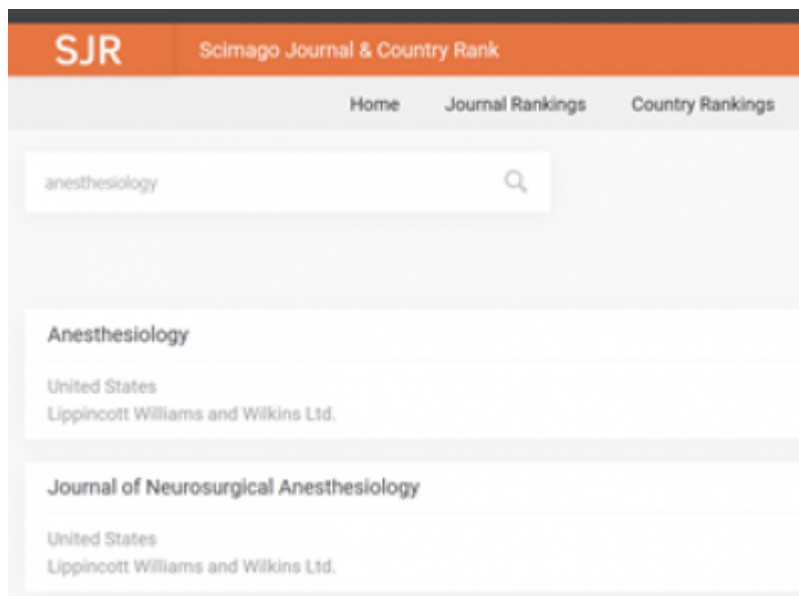 SJR Scimago Journal & Country Rank
Home Journal Rankings Country Rankings
anesthesiology
Anesthesiology
United States
Lippincott Williams and Wilkins Ltd.
Journal of Neurosurgical Anesthesiology
United States
Lippincott Williams and Wilkins Ltd.